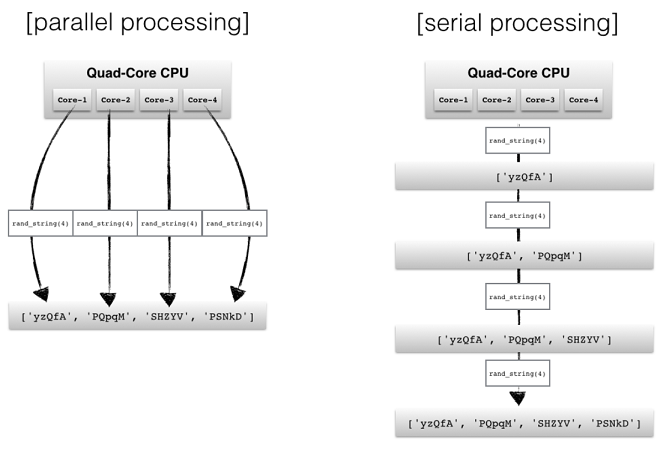 [parallel processing]
Quad-Core CPU
Core-1 Core-2 Core-3 Core-4
rand_string(4) rand_string(4) rand_string(4) rand_string(4)
['yzQfA', 'PQpqM', 'SHZYV', 'PSNkD']
[serial processing]
Quad-Core CPU
Core-1 Core-2 Core-3 Core-4
rand_string(4)
['yzQfA']
rand_string(4)
['yzQfA', 'PQpqM']
rand_string(4)
['yzQfA', 'PQpqM', 'SHZYV']
rand_string(4)
['yzQfA', 'PQpqM', 'SHZYV', 'PSNkD']